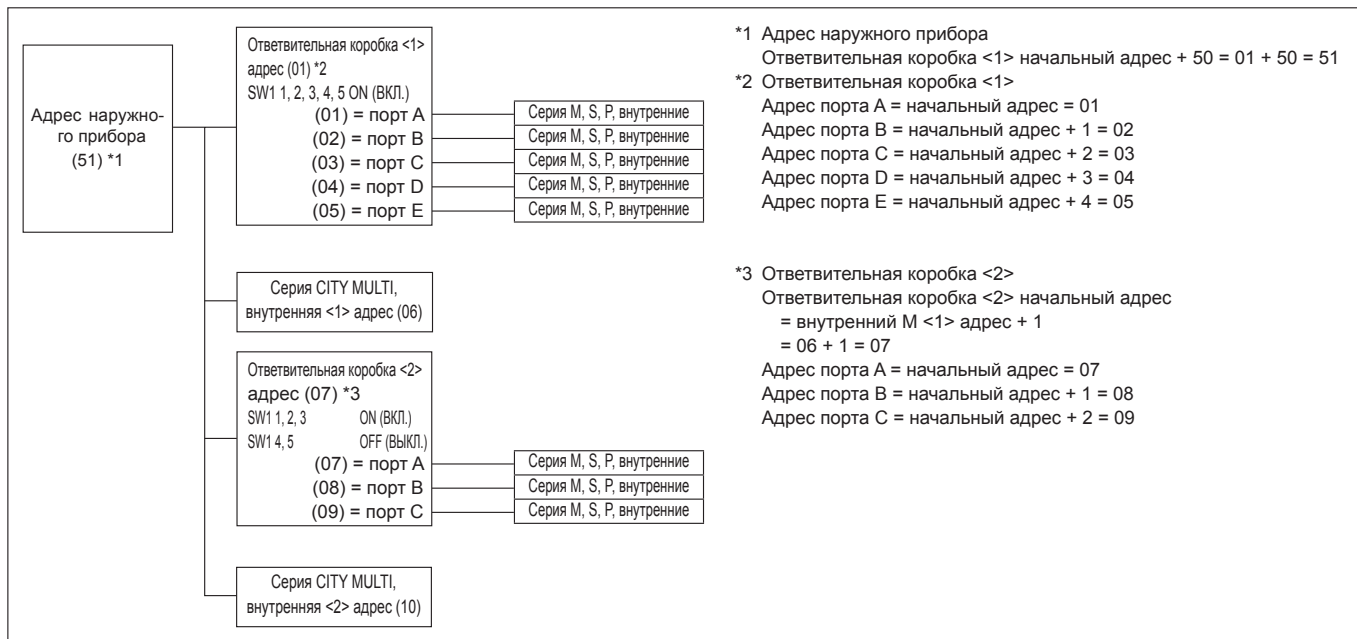 Адрес наружно-
го прибора
(51) *1
Ответвительная коробка <1>
адрес (01) *2
SW1 1, 2, 3, 4, 5 ON (ВКЛ.)
(01) = порт A
(02) = порт B
(03) = порт C
(04) = порт D
(05) = порт E
Серия M, S, P, внутренние
Серия M, S, P, внутренние
Серия M, S, P, внутренние
Серия M, S, P, внутренние
Серия M, S, P, внутренние
Серия CITY MULTI,
внутренняя <1> адрес (06)
Ответвительная коробка <2>
адрес (07) *3
SW1 1, 2, 3 ON (ВКЛ.)
SW1 4, 5 OFF (ВЫКЛ.)
(07) = порт A
(08) = порт B
(09) = порт C
Серия M, S, P, внутренние
Серия M, S, P, внутренние
Серия M, S, P, внутренние
Серия CITY MULTI,
внутренняя <2> адрес (10)
*1 Адрес наружного прибора
Ответвительная коробка <1> начальный адрес + 50 = 01 + 50 = 51
*2 Ответвительная коробка <1>
Адрес порта A = начальный адрес = 01
Адрес порта B = начальный адрес + 1 = 02
Адрес порта C = начальный адрес + 2 = 03
Адрес порта D = начальный адрес + 3 = 04
Адрес порта E = начальный адрес + 4 = 05
*3 Ответвительная коробка <2>
Ответвительная коробка <2> начальный адрес
= внутренний M <1> адрес + 1
= 06 + 1 = 07
Адрес порта A = начальный адрес = 07
Адрес порта B = начальный адрес + 1 = 08
Адрес порта C = начальный адрес + 2 = 09